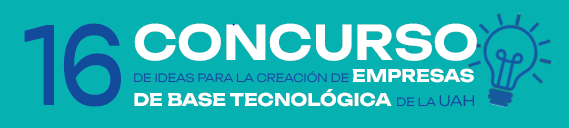 16 CONCURSO
DE IDEAS PARA LA CREACIÓN DE EMPRESAS
DE BASE TECNOLÓGICA DE LA UAH